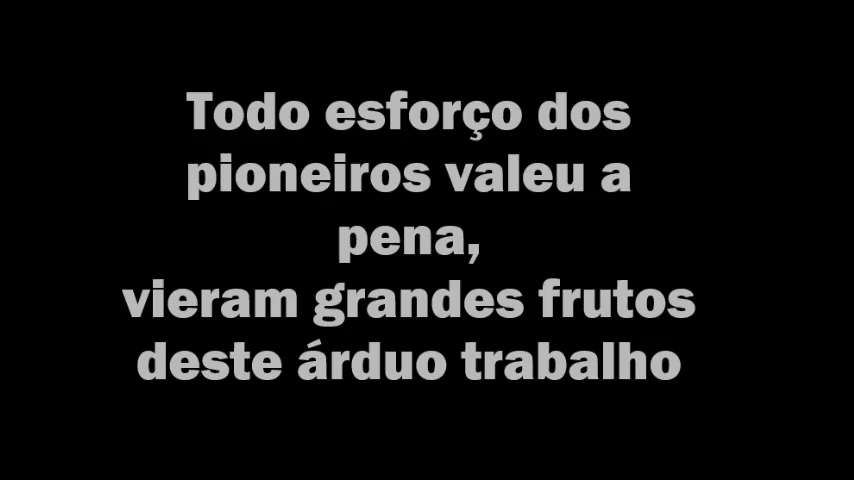 Todo esforço dos
pioneiros valeu a
pena,
vieram grandes frutos
deste árduo trabalho